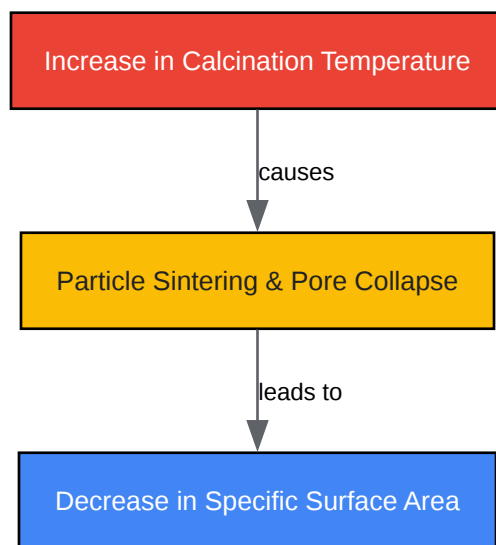 Increase in Calcination Temperature
causes
Particle Sintering & Pore Collapse
leads to
Decrease in Specific Surface Area